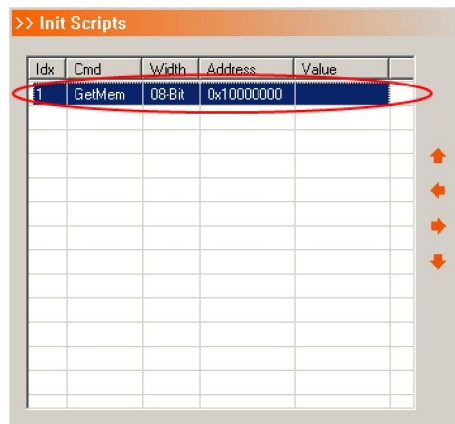 >> Init Scripts
Idx Cmd Width Address Value
1 GetMem 08-Bit 0x10000000